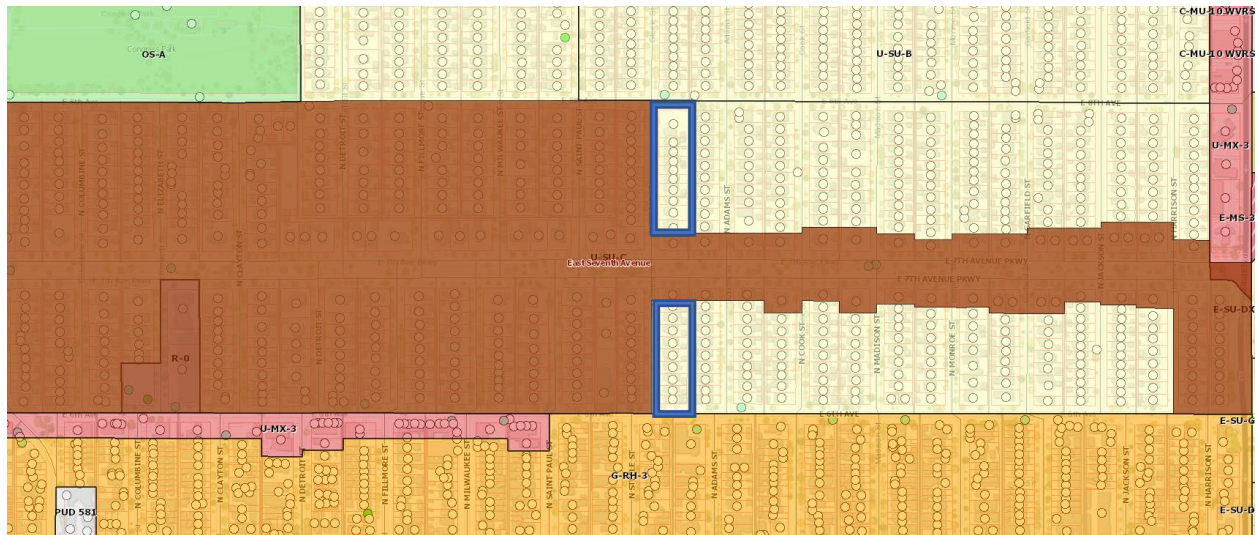 C-MU-10 WVRS
OS-A
U-SU-B
C-MU-10 WVRS
E 8TH AVE
U-MX-3
N COLUMBINE ST
N ELIZABETH ST
N DETROIT ST
N FILLMORE ST
N MILWAUKEE ST
N SAINT PAUL ST
N ADAMS ST
N GARFIELD ST
N HARRISON ST
E-MS-3
N CLAYTON ST
U-SU-C
East Seventh Avenue
E 7TH AVENUE PKWY
E 7TH AVENUE PKWY
N JACKSON ST
E-SU-DX
N DETROIT ST
N COOK ST
N MADISON ST
N MONROE ST
R-0
E 6TH AVE
E 6TH AVE
U-MX-3
E-SU-G
N COLUMBINE ST
N CLAYTON ST
N DETROIT
N FILLMORE ST
N MILWAUKEE ST
N SAINT PAUL ST
G-RH-3
N ADAMS ST
N JACKSON ST
N HARRISON ST
PUD 581
E-SU-D